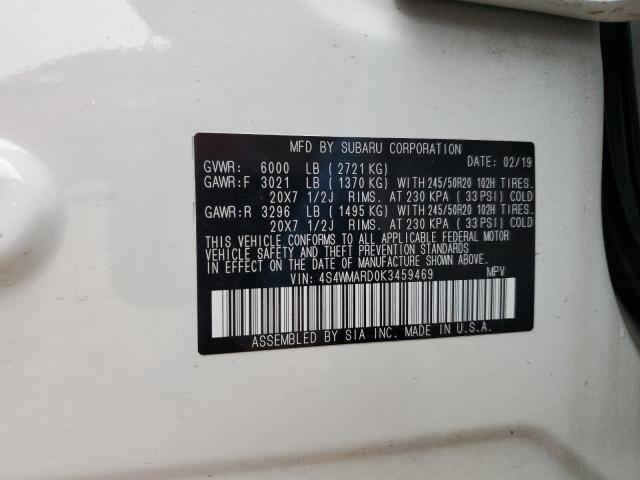 MFD BY SUBARU CORPORATION
GVWR: 6000 LB ( 2721 KG) DATE: 02/19
GAWR:F 3021 LB ( 1370 KG) WITH 245/50R20 102H TIRES.
20X7 1/2J RIMS. AT 230 KPA ( 33 PSI) COLD
GAWR:R 3296 LB ( 1495 KG) WITH 245/50R20 102H TIRES.
20X7 1/2J RIMS. AT 230 KPA ( 33 PSI) COLD
THIS VEHICLE CONFORMS TO ALL APPLICABLE FEDERAL MOTOR
VEHICLE SAFETY AND THEFT PREVENTION STANDARDS
IN EFFECT ON THE DATE OF MANUFACTURE SHOWN ABOVE.
VIN: 4S4WMARD0K3459469 MPV
ASSEMBLED BY SIA INC. MADE IN U.S.A.